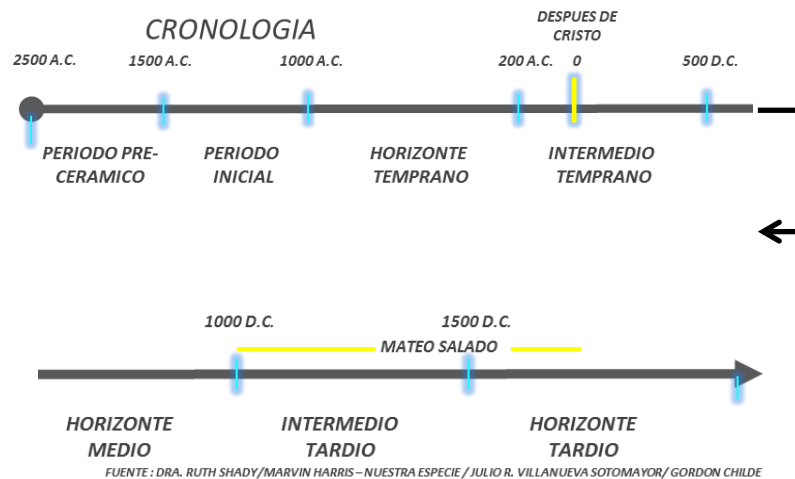 CRONOLOGIA
DESPUES DE
CRISTO
2500 A.C. 1500 A.C. 1000 A.C. 200 A.C. 0 500 D.C.
PERIODO PRE-
CERAMICO
PERIODO
INICIAL
HORIZONTE
TEMPRANO
INTERMEDIO
TEMPRANO
1000 D.C. 1500 D.C.
MATEO SALADO
HORIZONTE
MEDIO
INTERMEDIO
TARDIO
HORIZONTE
TARDIO
FUENTE : DRA. RUTH SHADY/MARVIN HARRIS – NUESTRA ESPECIE / JULIO R. VILLANUEVA SOTOMAYOR/ GORDON CHILDE